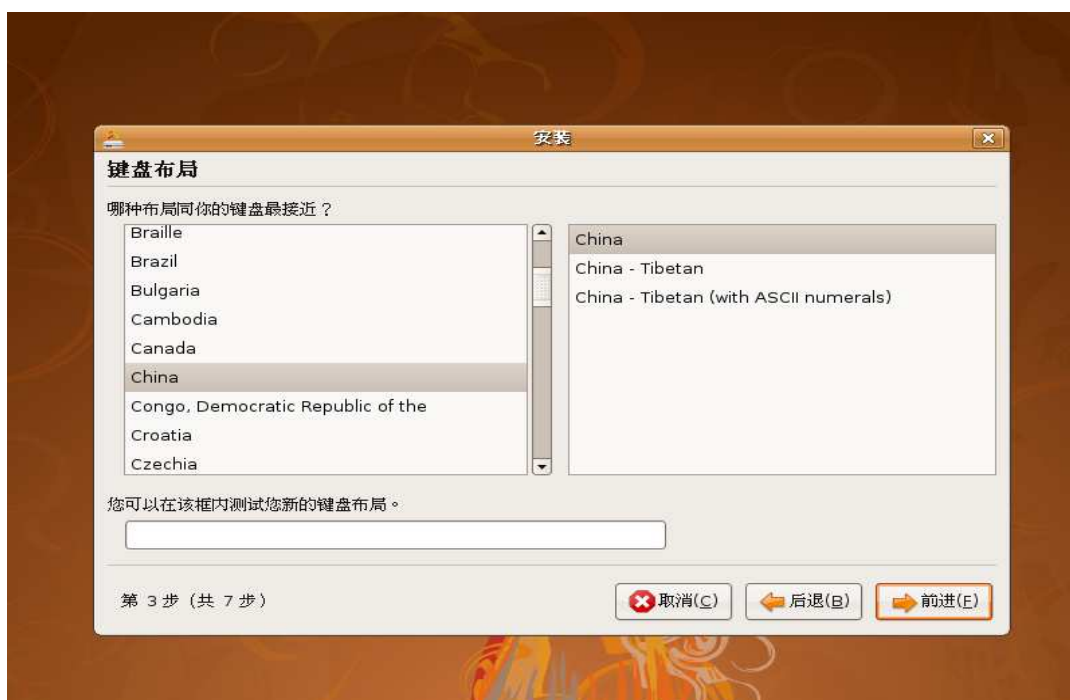 安装
键盘布局
哪种布局同你的键盘最接近？
Braille
Brazil
Bulgaria
Cambodia
Canada
China
Congo, Democratic Republic of the
Croatia
Czechia
China
China - Tibetan
China - Tibetan (with ASCII numerals)
您可以在该框内测试您新的键盘布局。
第 3 步 (共 7 步)
取消(C)
后退(B)
前进(F)